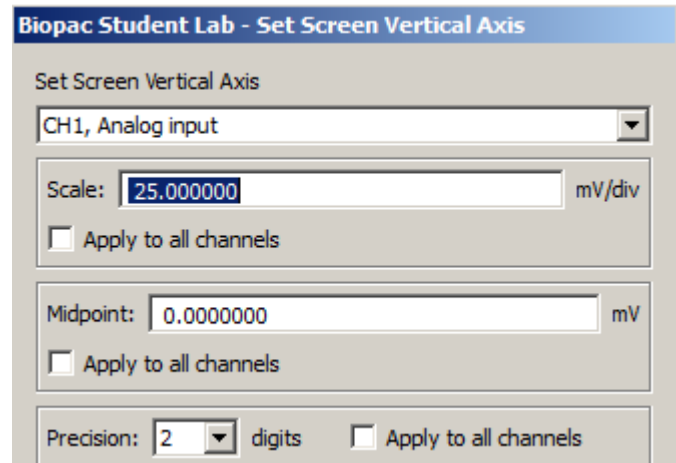 Biopac Student Lab - Set Screen Vertical Axis
Set Screen Vertical Axis
CH1, Analog input
Scale: 25.000000 mV/div
Apply to all channels
Midpoint: 0.0000000 mV
Apply to all channels
Precision: 2 digits Apply to all channels